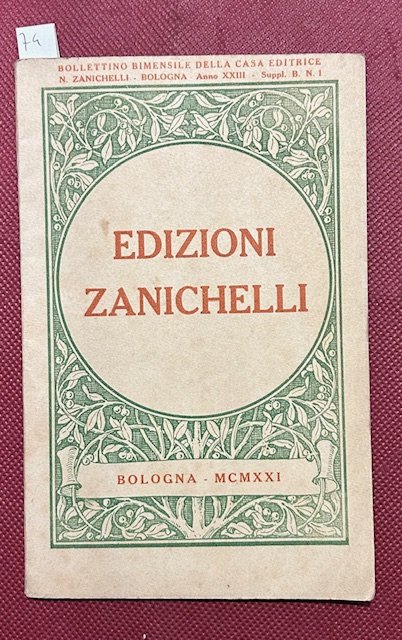 74
BOLLETTINO BIMENSILE DELLA CASA EDITRICE
N. ZANICHELLI - BOLOGNA Anno XXIII - Suppl. B. N. 1
EDIZIONI
ZANICHELLI
BOLOGNA - MCMXXI